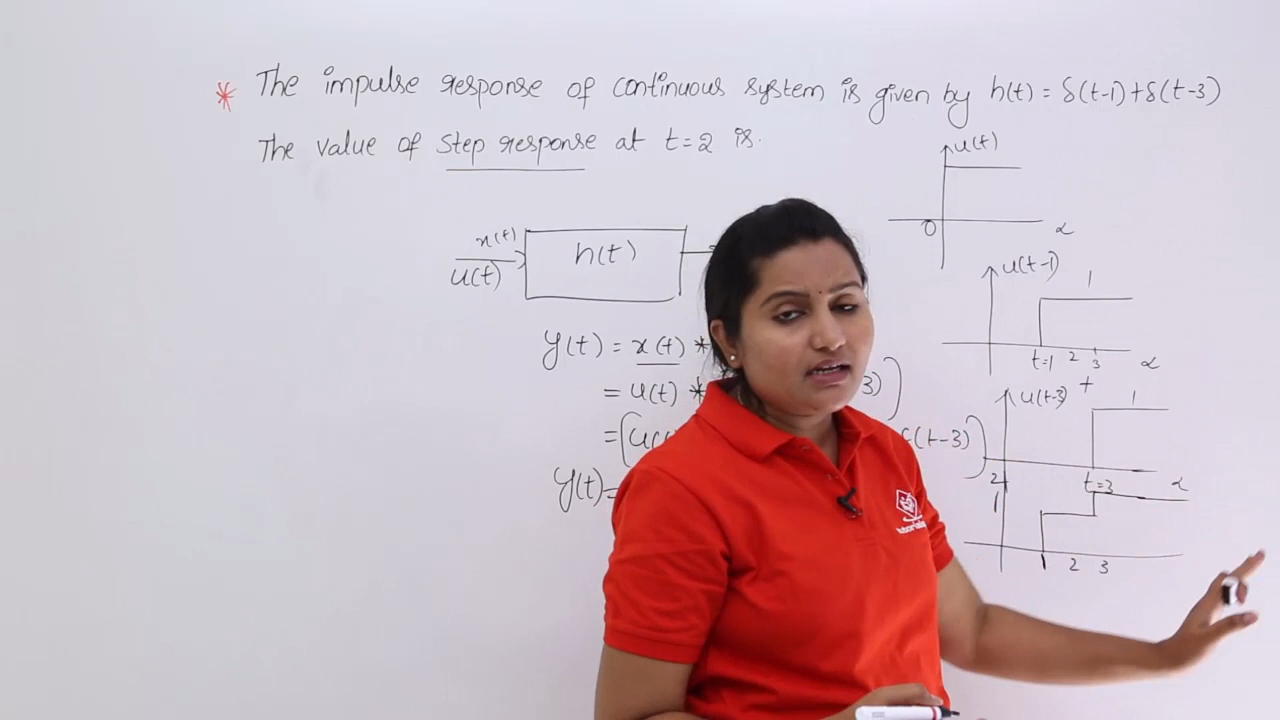 * The impulse response of continuous system is given by h(t) = δ(t-1)+δ(t-3)
The value of step response at t=2 is.
u(t)
0
α
x(t)
u(t)
h(t)
u(t-1)
1
t=1 2 3
α
y(t) = x(t) *
= u(t) * 3)
+
u(t-3)
1
t=3
α
=(u(t-3))
y(t)=
2
1
1 2 3